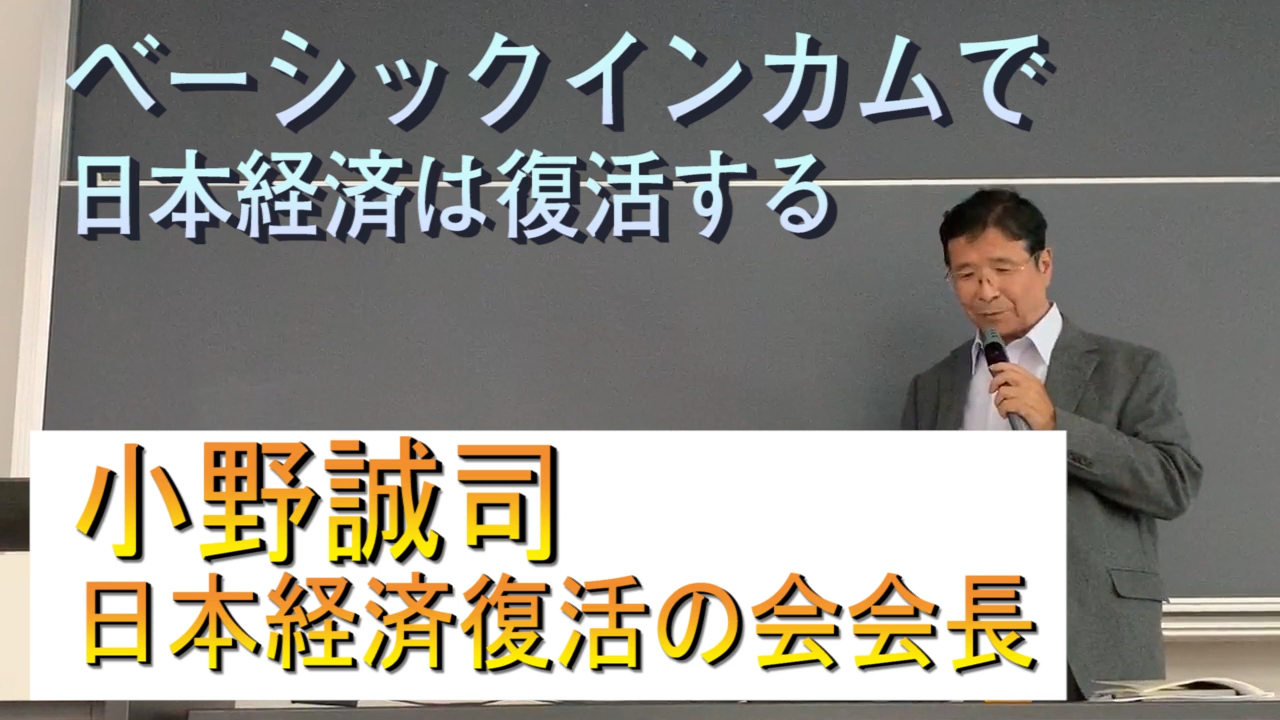 ベーシックインカムで
日本経済は復活する
小野誠司
日本経済復活の会会長